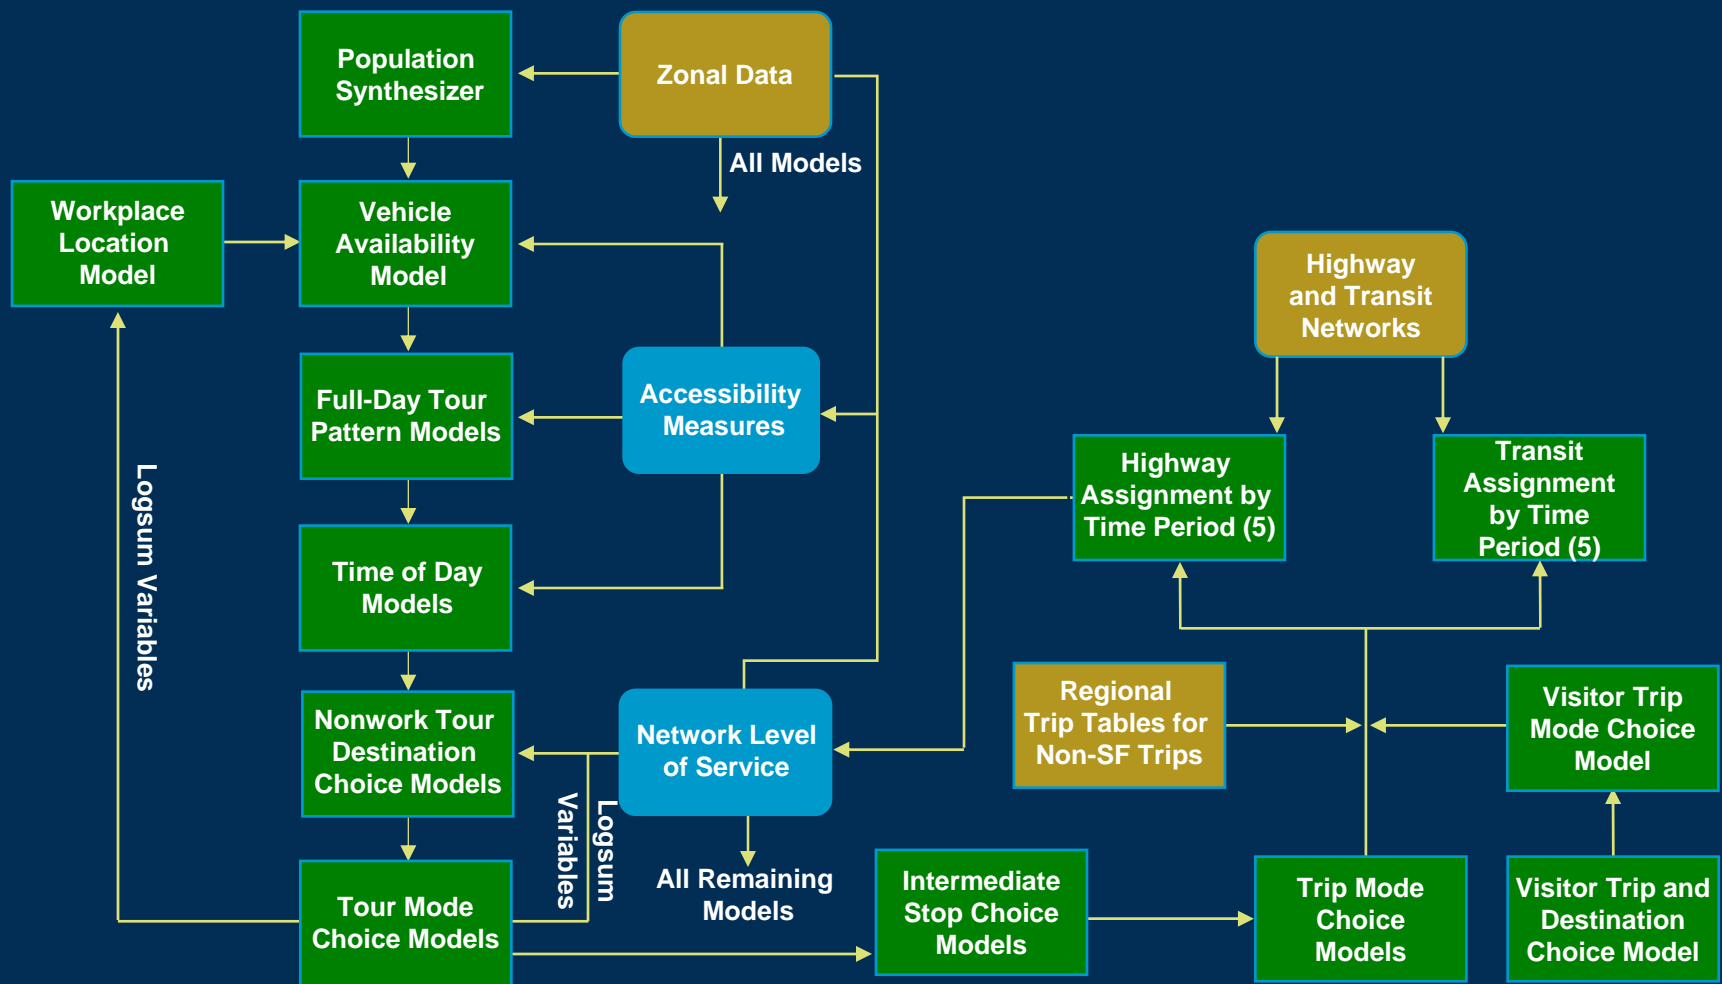 Population
Synthesizer
Zonal Data
All Models
Workplace
Location
Model
Vehicle
Availability
Model
Highway
and Transit
Networks
Full-Day Tour
Pattern Models
Accessibility
Measures
Highway
Assignment by
Time Period (5)
Transit
Assignment
by Time
Period (5)
Logsum Variables
Time of Day
Models
Nonwork Tour
Destination
Choice Models
Network Level
of Service
Regional
Trip Tables for
Non-SF Trips
Visitor Trip
Mode Choice
Model
Logsum
Variables
All Remaining
Models
Tour Mode
Choice Models
Intermediate
Stop Choice
Models
Trip Mode
Choice
Models
Visitor Trip and
Destination
Choice Model